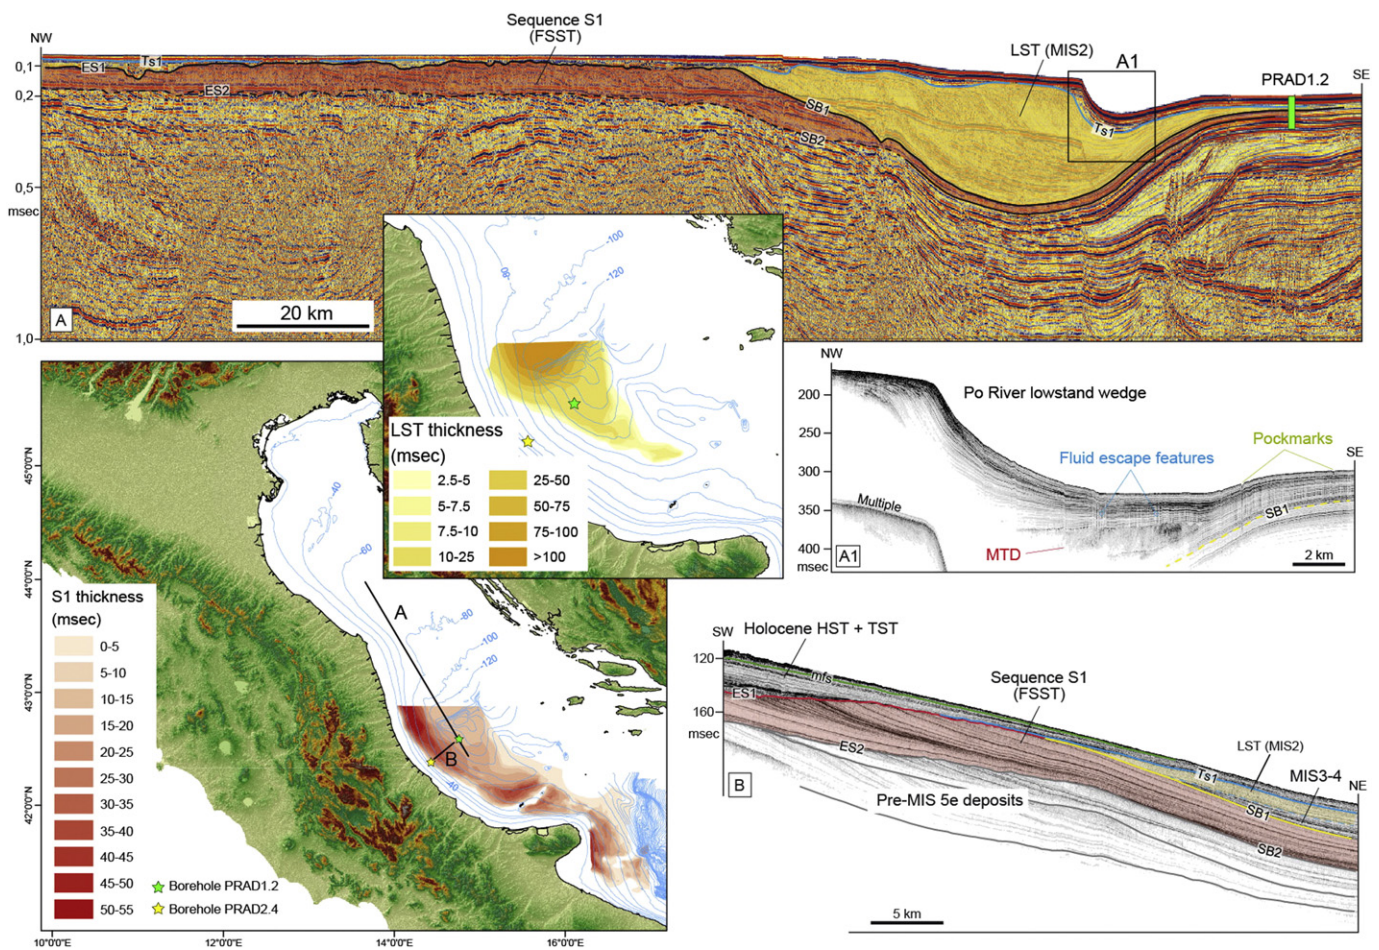 Sequence S1
(FSST)
NW
LST (MIS2)
A1
SE
PRAD1.2
0,1
ES1
Ts1
ES2
0,2
SB1
SB2
Ts1
0,5
msec
20 km
A
1,0
-100
-120
-80
LST thickness
(msec)
2.5-5
25-50
5-7.5
50-75
7.5-10
75-100
10-25
>100
NW
Po River lowstand wedge
200
250
Pockmarks
Fluid escape features
SE
300
Multiple
350
SB1
MTD
400
msec
A1
2 km
45°0'0"N
44°0'0"N
43°0'0"N
42°0'0"N
-40
-60
A
-80
-100
-120
B
-40
S1 thickness
(msec)
0-5
5-10
10-15
15-20
20-25
25-30
30-35
35-40
40-45
45-50
50-55
Borehole PRAD1.2
Borehole PRAD2.4
10°0'0"E
12°0'0"E
14°0'0"E
16°0'0"E
SW
Holocene HST + TST
120
mfs
Sequence S1
(FSST)
ES1
160
msec
ES2
LST (MIS2)
Ts1
MIS3-4
NE
B
Pre-MIS 5e deposits
SB1
SB2
5 km